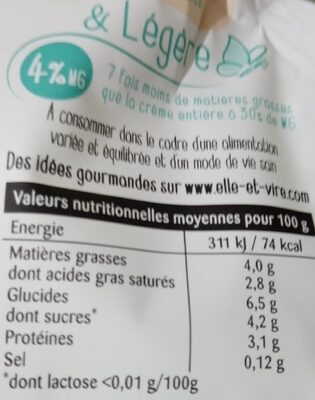 & Légère
4% MG
7 fois moins de matières grasses
que la crème entière à 30% de MG
A consommer dans le cadre d'une alimentation
variée et équilibrée et d'un mode de vie sain
Des idées gourmandes sur www.elle-et-vire.com
Valeurs nutritionnelles moyennes pour 100 g
Energie 311 kJ / 74 kcal
Matières grasses 4,0 g
dont acides gras saturés 2,8 g
Glucides 6,5 g
dont sucres* 4,2 g
Protéines 3,1 g
Sel 0,12 g
*dont lactose <0,01 g/100g